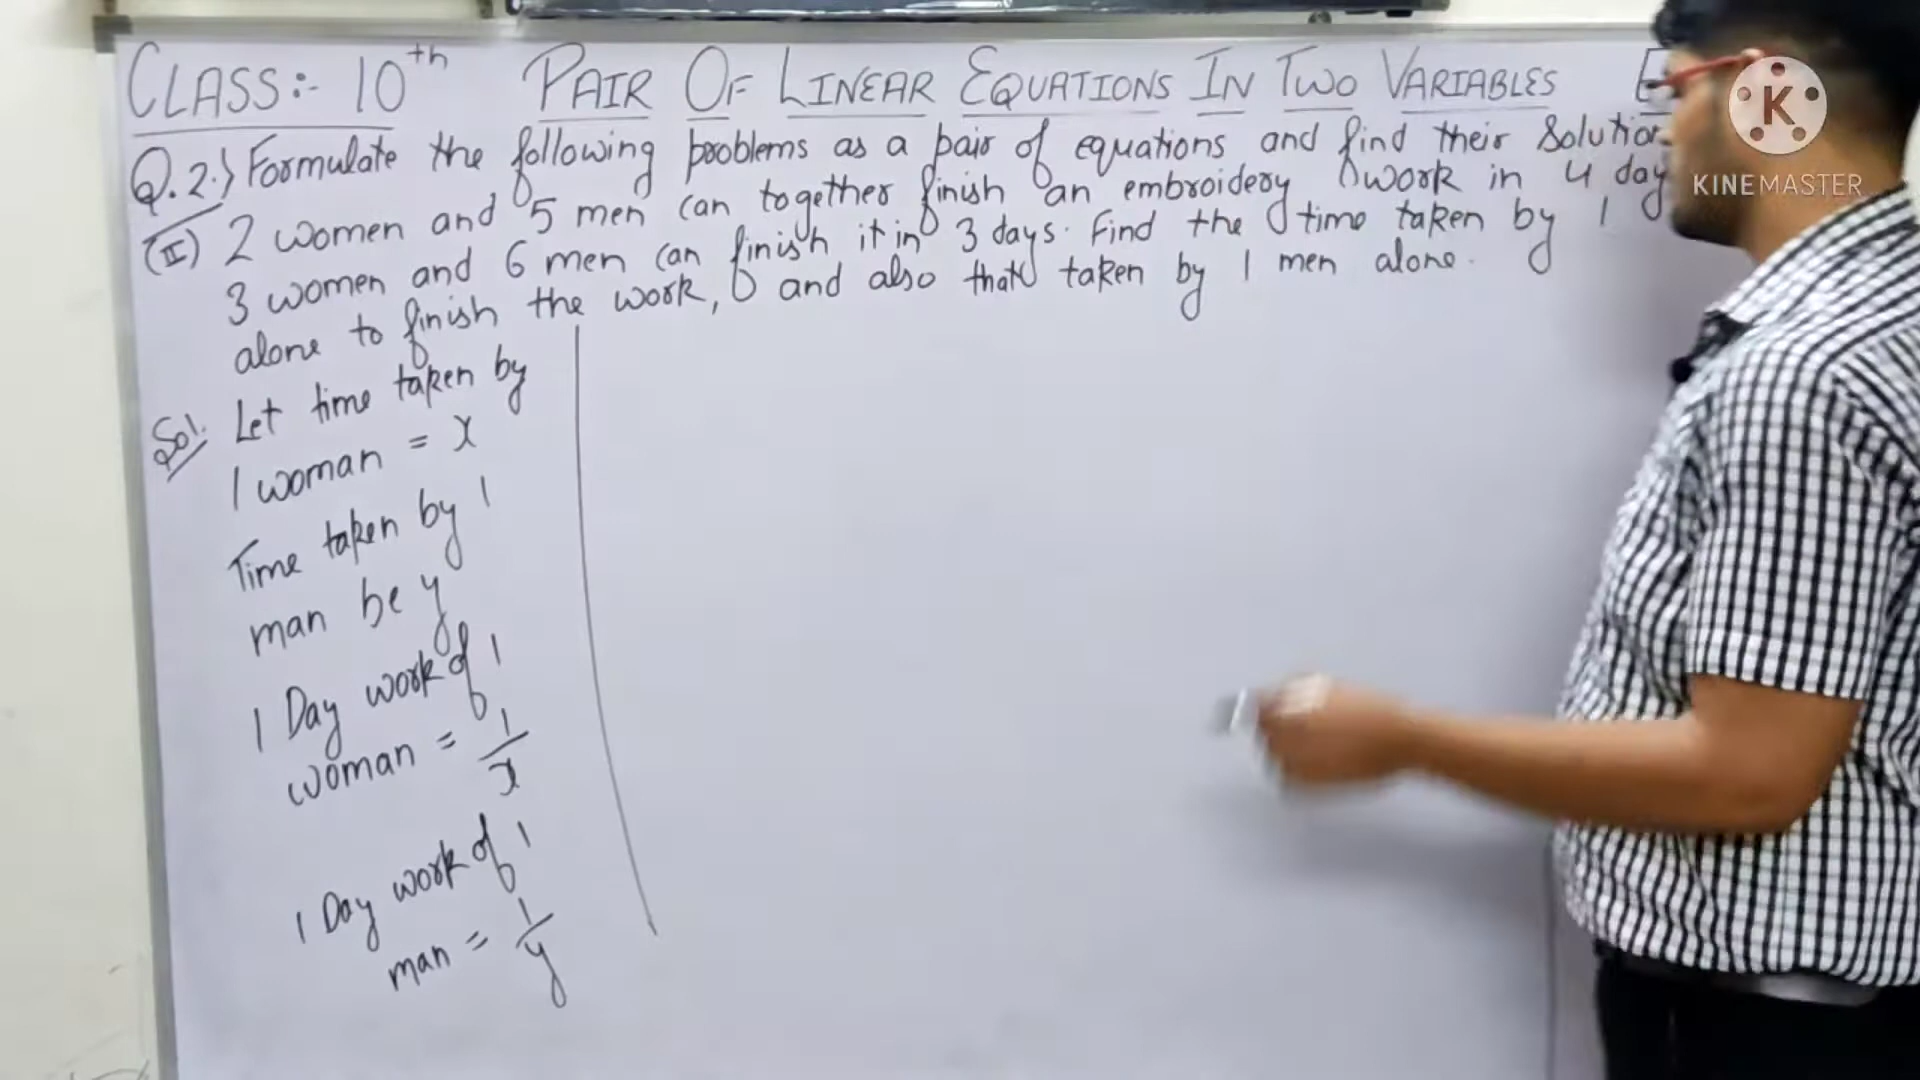 CLASS:- 10th PAIR OF LINEAR EQUATIONS IN TWO VARIABLES E
Q.2.) Formulate the following problems as a pair of equations and find their solution
(II) 2 women and 5 men can together finish an embroidery work in 4 day
3 women and 6 men can finish it in 3 days. Find the time taken by 1
alone to finish the work, and also that taken by 1 men alone.
Sol. Let time taken by
1 woman = x
Time taken by 1
man be y
1 Day work of 1
woman = 1/x
1 Day work of 1
man = 1/y
K
KINEMASTER